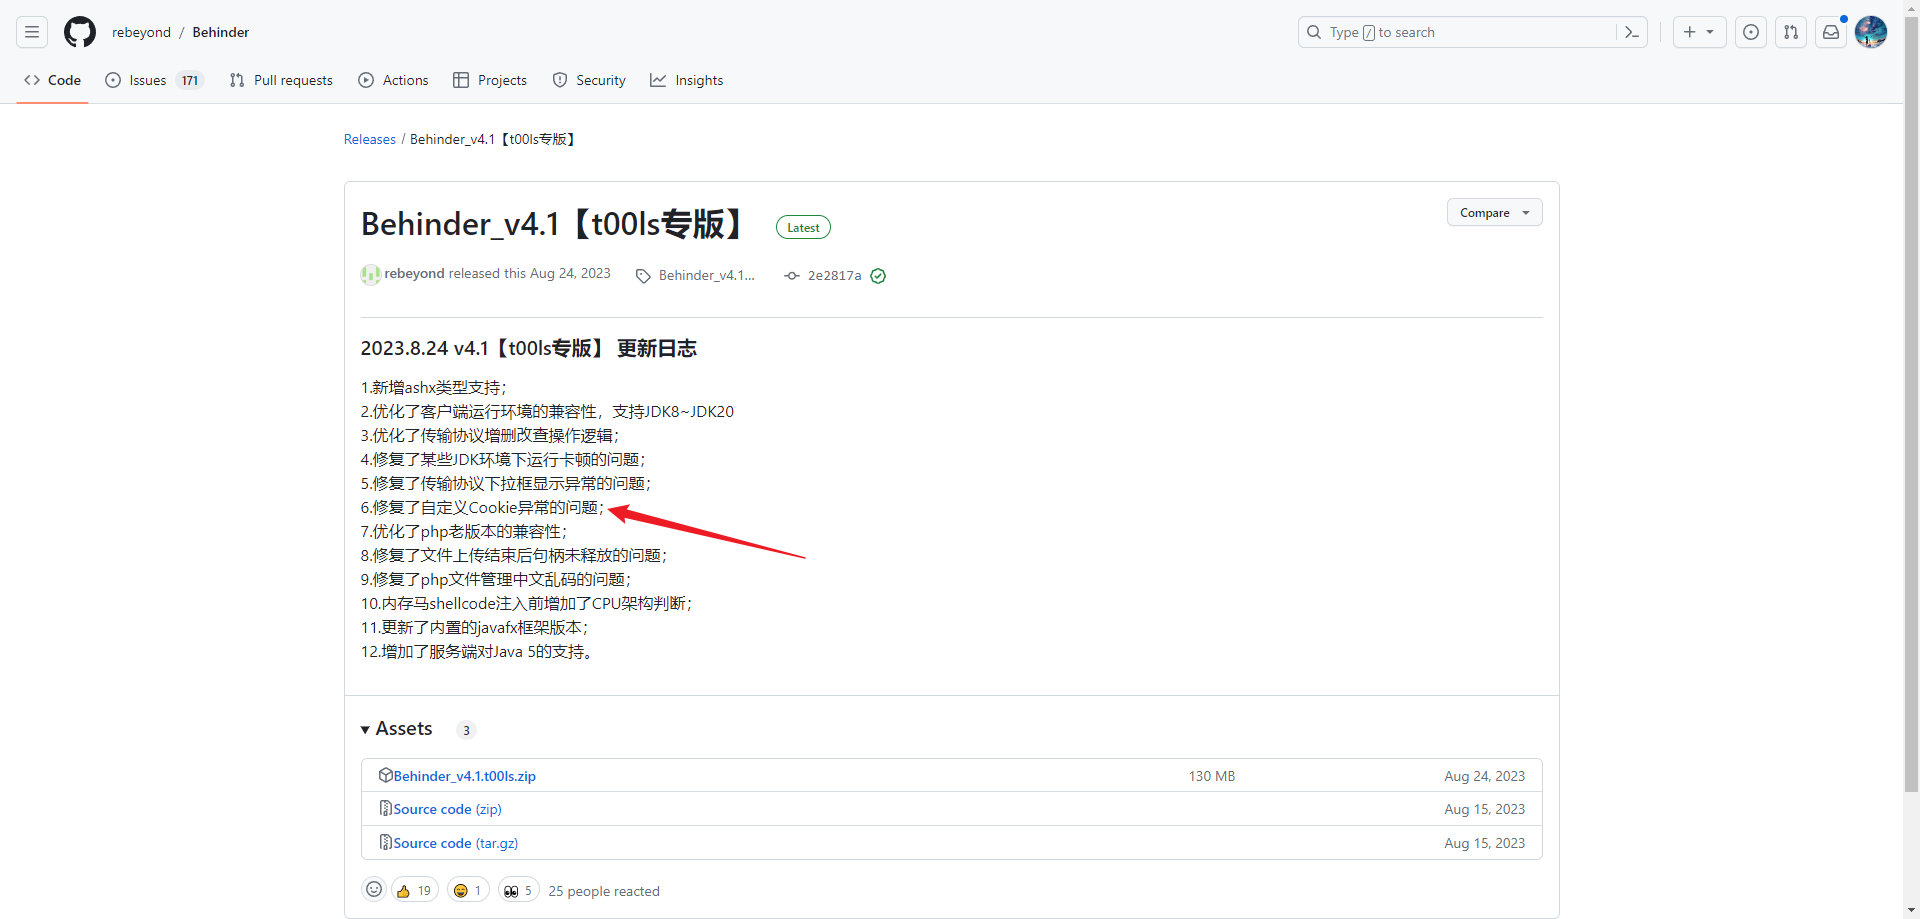 rebeyond / Behinder
Type / to search
Code
Issues 171
Pull requests
Actions
Projects
Security
Insights
Releases / Behinder_v4.1【t00ls专版】
Behinder_v4.1【t00ls专版】 Latest
Compare
rebeyond released this Aug 24, 2023 Behinder_v4.1... 2e2817a
2023.8.24 v4.1【t00ls专版】 更新日志
1.新增ashx类型支持；
2.优化了客户端运行环境的兼容性，支持JDK8~JDK20
3.优化了传输协议增删改查操作逻辑；
4.修复了某些JDK环境下运行卡顿的问题；
5.修复了传输协议下拉框显示异常的问题；
6.修复了自定义Cookie异常的问题；
7.优化了php老版本的兼容性；
8.修复了文件上传结束后句柄未释放的问题；
9.修复了php文件管理中文乱码的问题；
10.内存马shellcode注入前增加了CPU架构判断；
11.更新了内置的javafx框架版本；
12.增加了服务端对Java 5的支持。
Assets 3
Behinder_v4.1.t00ls.zip 130 MB Aug 24, 2023
Source code (zip) Aug 15, 2023
Source code (tar.gz) Aug 15, 2023
19 1 5 25 people reacted